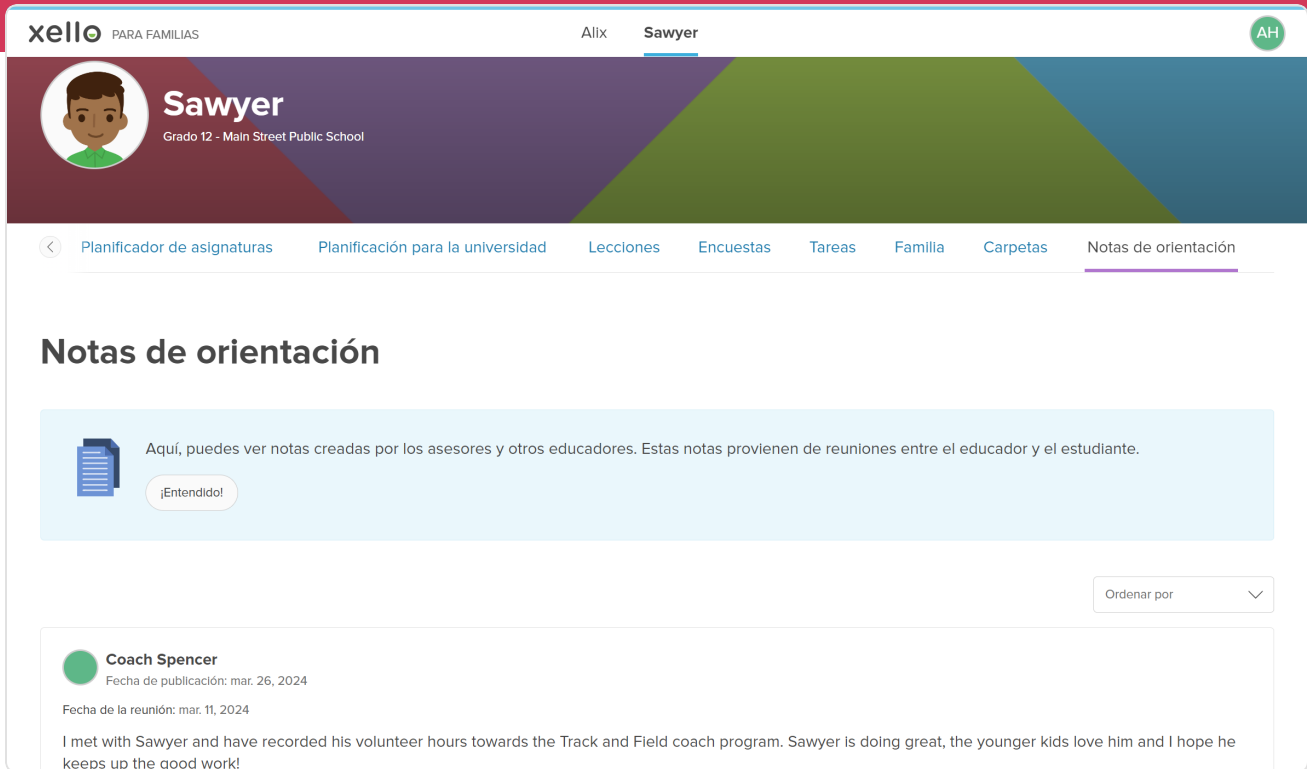 xello PARA FAMILIAS
Alix
Sawyer
AH
Sawyer
Grado 12 - Main Street Public School
Planificador de asignaturas
Planificación para la universidad
Lecciones
Encuestas
Tareas
Familia
Carpetas
Notas de orientación
Notas de orientación
Aquí, puedes ver notas creadas por los asesores y otros educadores. Estas notas provienen de reuniones entre el educador y el estudiante.
¡Entendido!
Ordenar por
Coach Spencer
Fecha de publicación: mar. 26, 2024
Fecha de la reunión: mar. 11, 2024
I met with Sawyer and have recorded his volunteer hours towards the Track and Field coach program. Sawyer is doing great, the younger kids love him and I hope he
keeps up the good work!